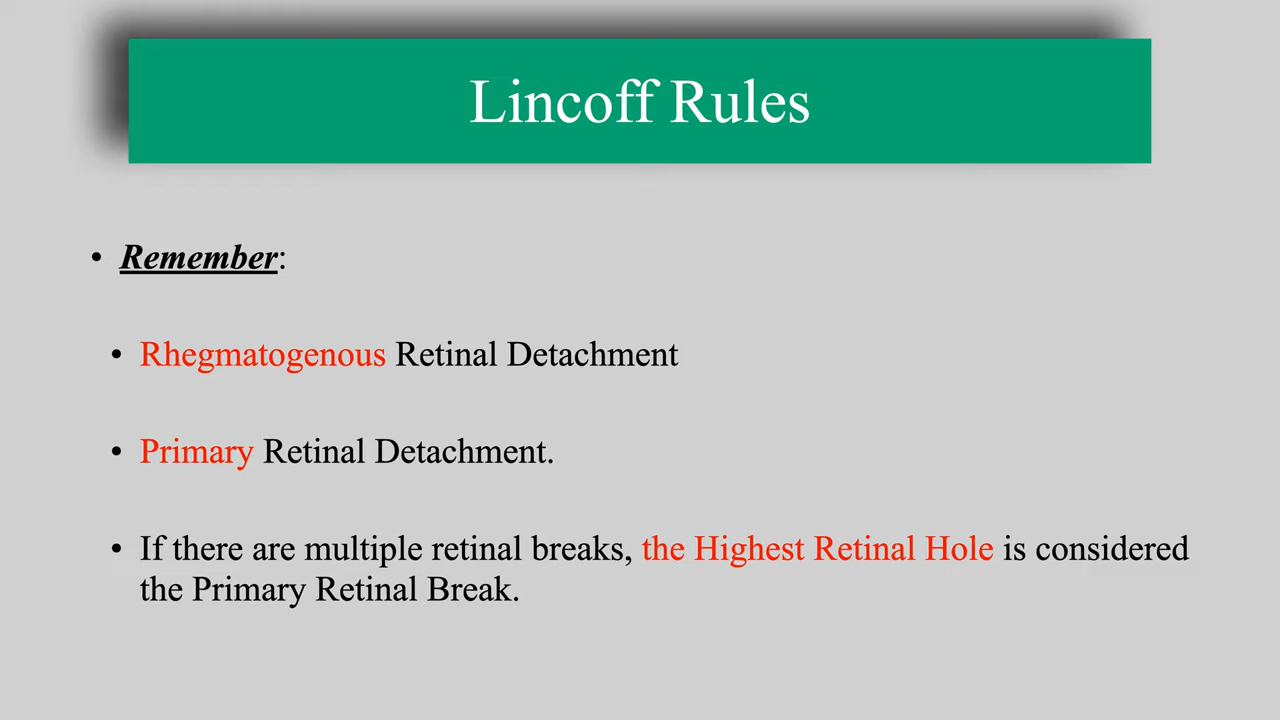 Lincoff Rules
• Remember:
• Rhegmatogenous Retinal Detachment
• Primary Retinal Detachment.
• If there are multiple retinal breaks, the Highest Retinal Hole is considered
the Primary Retinal Break.